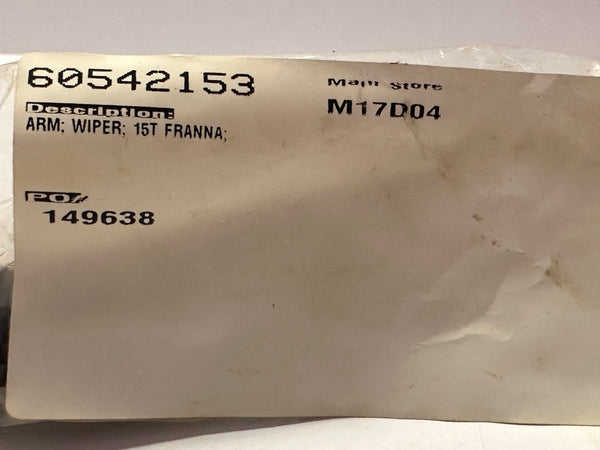 60542153
Main Store
Description:
M17D04
ARM; WIPER; 15T FRANNA;
PO#
149638